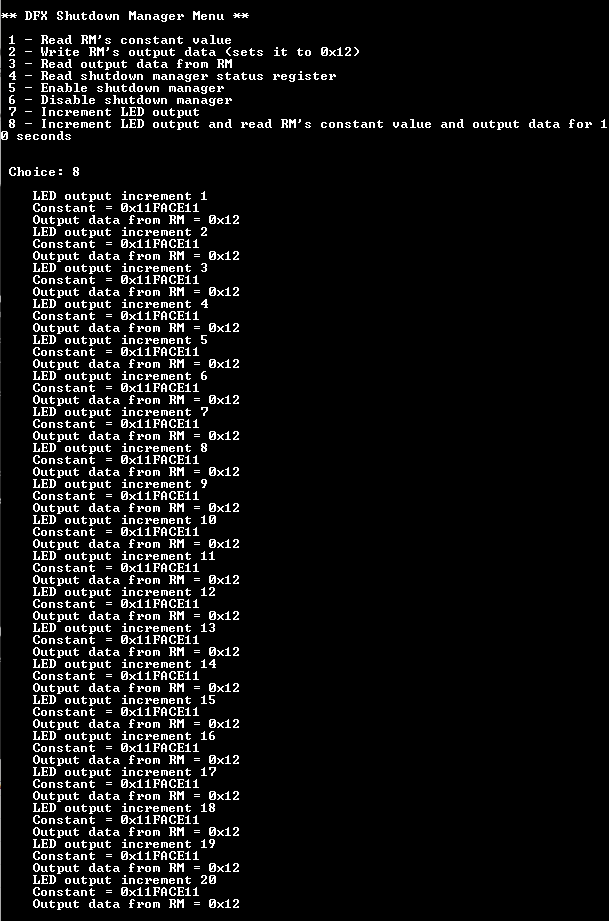 ** DFX Shutdown Manager Menu **
1 - Read RM's constant value
2 - Write RM's output data (sets it to 0x12)
3 - Read output data from RM
4 - Read shutdown manager status register
5 - Enable shutdown manager
6 - Disable shutdown manager
7 - Increment LED output
8 - Increment LED output and read RM's constant value and output data for 1
0 seconds
Choice: 8
LED output increment 1
Constant = 0x11FACE11
Output data from RM = 0x12
LED output increment 2
Constant = 0x11FACE11
Output data from RM = 0x12
LED output increment 3
Constant = 0x11FACE11
Output data from RM = 0x12
LED output increment 4
Constant = 0x11FACE11
Output data from RM = 0x12
LED output increment 5
Constant = 0x11FACE11
Output data from RM = 0x12
LED output increment 6
Constant = 0x11FACE11
Output data from RM = 0x12
LED output increment 7
Constant = 0x11FACE11
Output data from RM = 0x12
LED output increment 8
Constant = 0x11FACE11
Output data from RM = 0x12
LED output increment 9
Constant = 0x11FACE11
Output data from RM = 0x12
LED output increment 10
Constant = 0x11FACE11
Output data from RM = 0x12
LED output increment 11
Constant = 0x11FACE11
Output data from RM = 0x12
LED output increment 12
Constant = 0x11FACE11
Output data from RM = 0x12
LED output increment 13
Constant = 0x11FACE11
Output data from RM = 0x12
LED output increment 14
Constant = 0x11FACE11
Output data from RM = 0x12
LED output increment 15
Constant = 0x11FACE11
Output data from RM = 0x12
LED output increment 16
Constant = 0x11FACE11
Output data from RM = 0x12
LED output increment 17
Constant = 0x11FACE11
Output data from RM = 0x12
LED output increment 18
Constant = 0x11FACE11
Output data from RM = 0x12
LED output increment 19
Constant = 0x11FACE11
Output data from RM = 0x12
LED output increment 20
Constant = 0x11FACE11
Output data from RM = 0x12